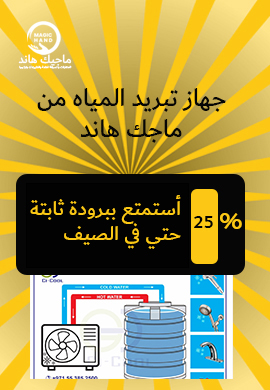 MAGIC HAND
ماجيك هاند
جهاز تبريد المياه من
ماجك هاند
أستمتع ببرودة ثابتة
حتي في الصيف
25 %
COLD WATER
HOT WATER